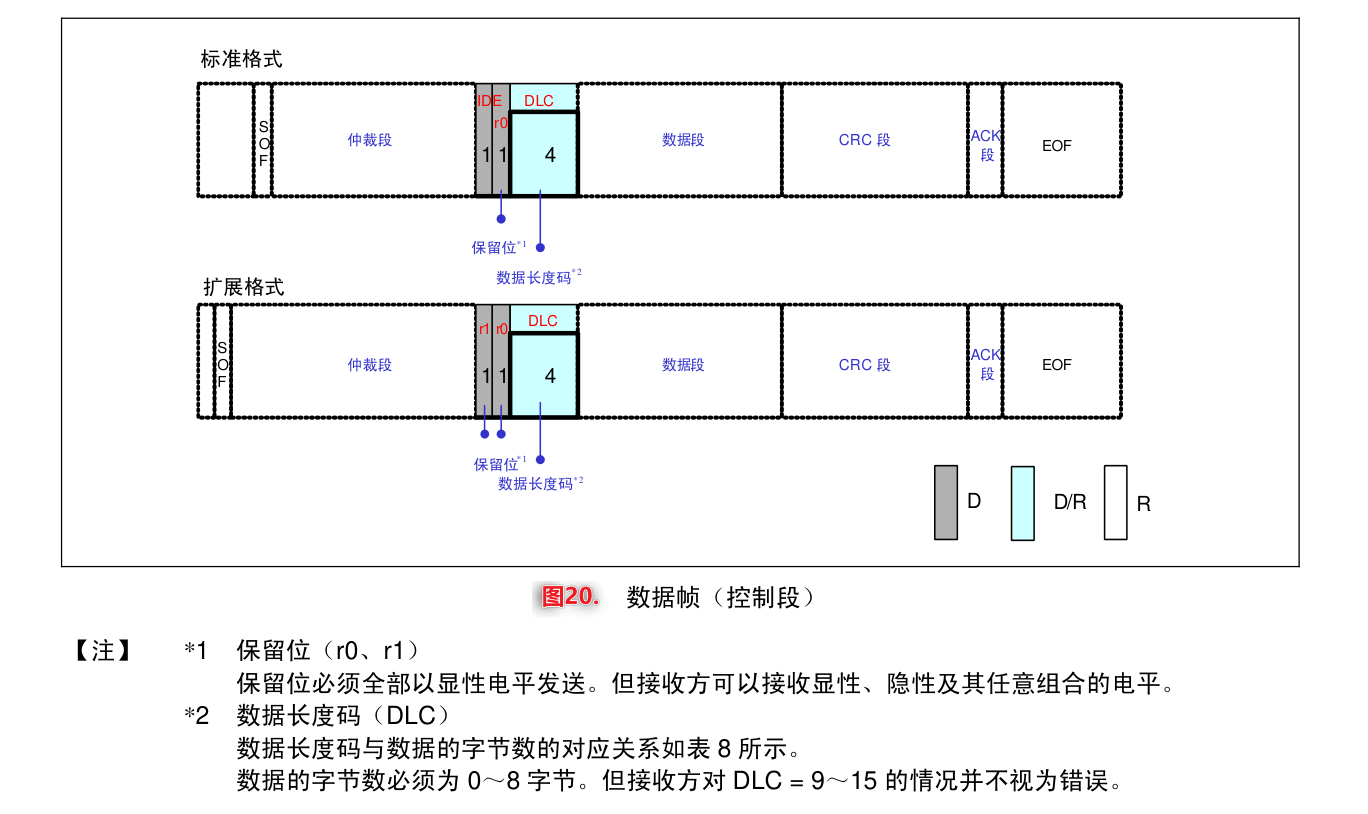 标准格式
IDE DLC
r0
SOF 仲裁段 1 1 4 数据段 CRC 段 ACK段 EOF
保留位*1
数据长度码*2
扩展格式
r1 r0 DLC
SOF 仲裁段 1 1 4 数据段 CRC 段 ACK段 EOF
保留位*1
数据长度码*2
D D/R R
图20. 数据帧（控制段）
【注】 *1 保留位（r0、r1）
保留位必须全部以显性电平发送。但接收方可以接收显性、隐性及其任意组合的电平。
*2 数据长度码（DLC）
数据长度码与数据的字节数的对应关系如表 8 所示。
数据的字节数必须为 0～8 字节。但接收方对 DLC = 9～15 的情况并不视为错误。